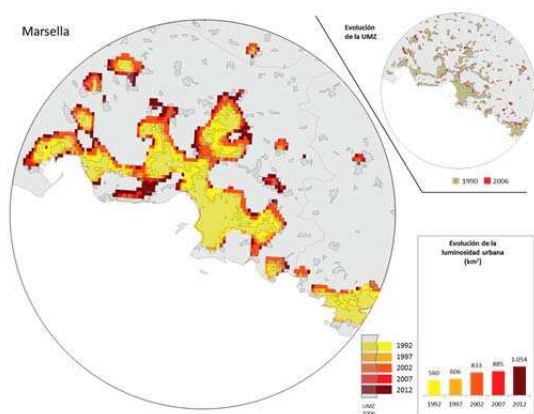 Marsella
Evolución
de la UMZ
1990
2006
Evolución de la
luminosidad urbana
(km²)
560
606
833
885
1.054
1992
1997
2002
2007
2012
1992
1997
2002
2007
2012
UMZ
2006